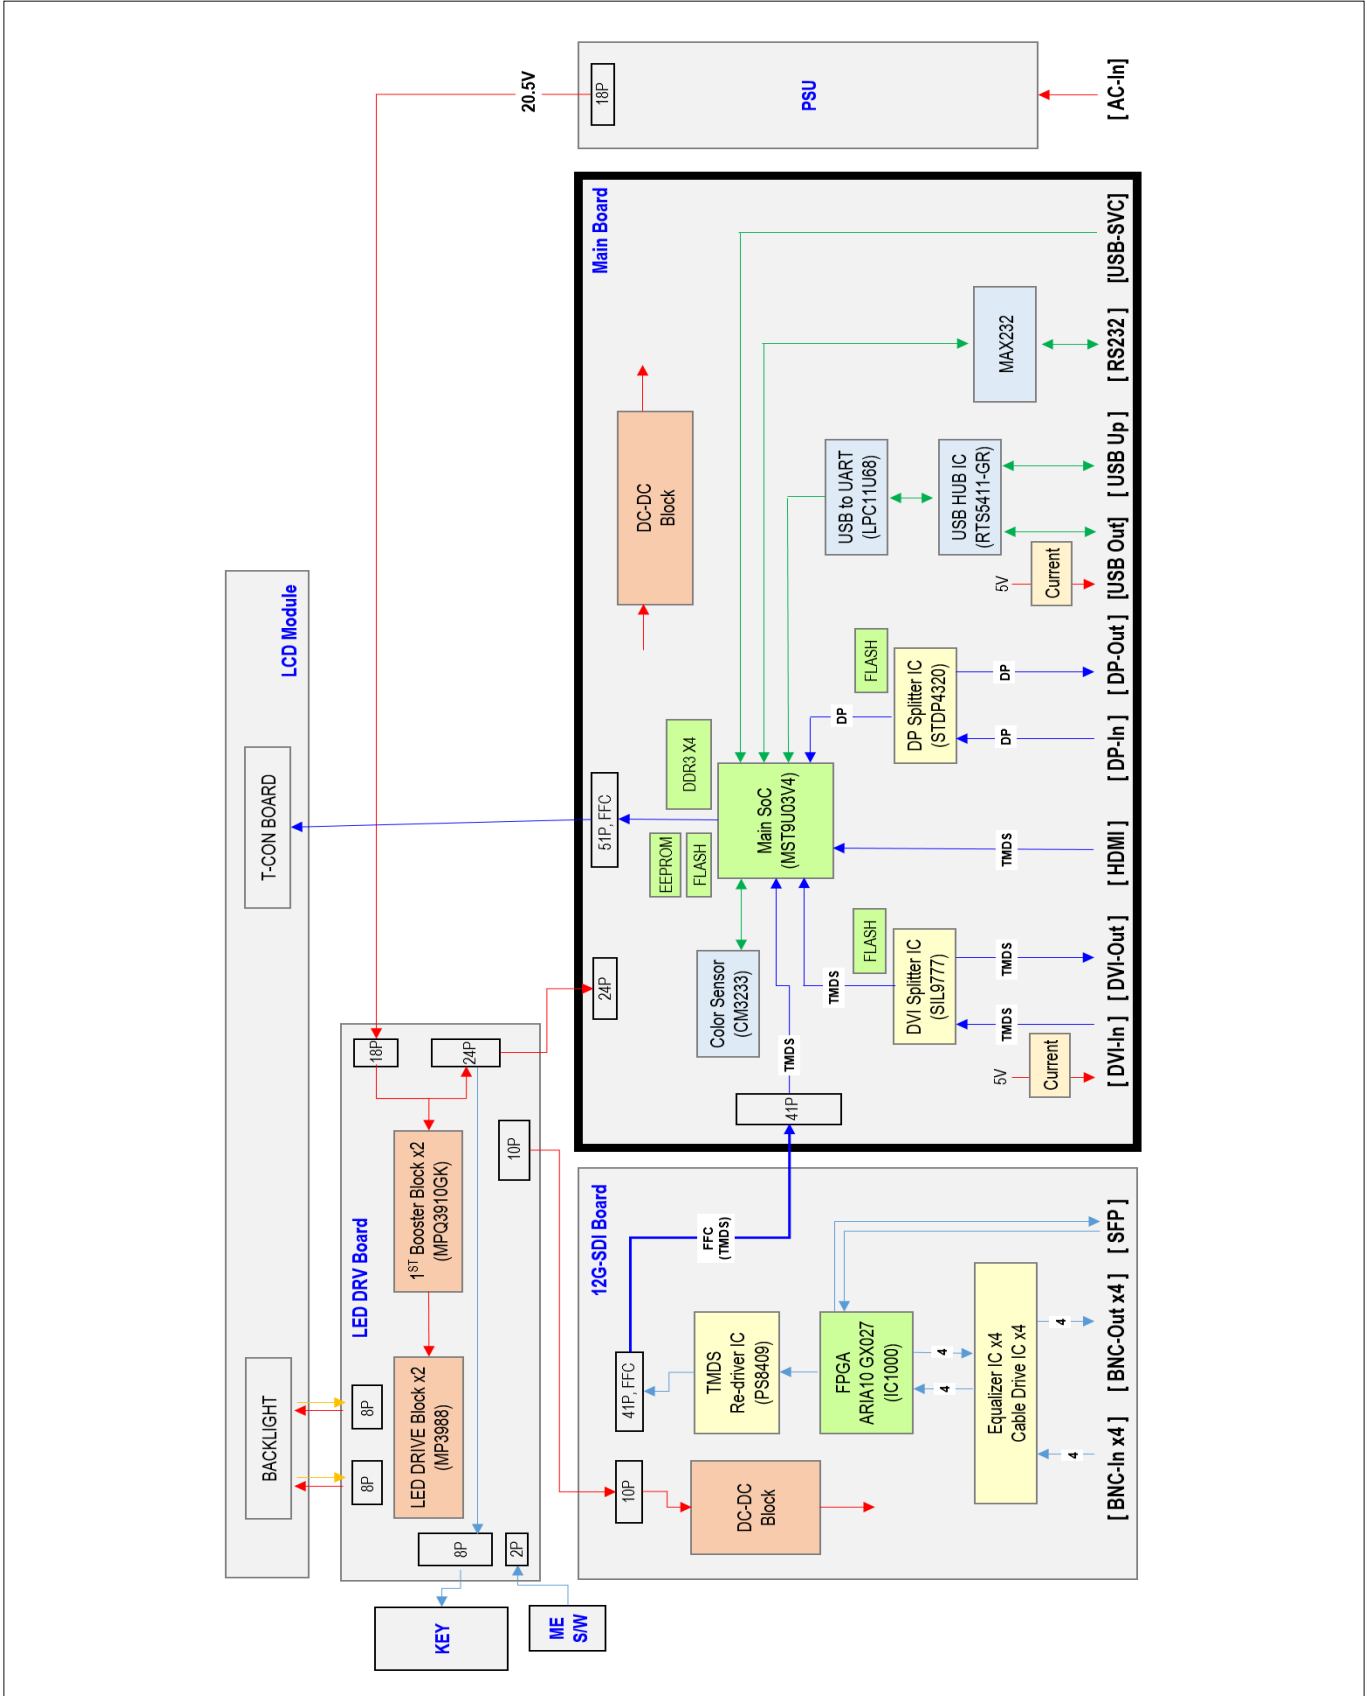 LCD Module
BACKLIGHT
T-CON BOARD
KEY
ME
S/W
LED DRV Board
8P
8P
8P
2P
LED DRIVE Block x2
(MP3988)
1ST Booster Block x2
(MPQ3910GK)
18P
24P
10P
20.5V
12G-SDI Board
10P
41P, FFC
FFC
(TMDS)
DC-DC
Block
TMDS
Re-driver IC
(PS8409)
FPGA
ARIA10 GX027
(IC1000)
4
4
Equalizer IC x4
Cable Drive IC x4
4
4
[BNC-In x4]
[BNC-Out x4 ]
[ SFP ]
Main Board
24P
51P, FFC
41P
TMDS
Color Sensor
(CM3233)
EEPROM
FLASH
DDR3 X4
DC-DC
Block
Main SoC
(MST9U03V4)
TMDS
FLASH
DVI Splitter IC
(SIL9777)
DP
FLASH
DP Splitter IC
(STDP4320)
USB to UART
(LPC11U68)
USB HUB IC
(RTS5411-GR)
MAX232
5V
Current
TMDS
TMDS
TMDS
DP
DP
5V
Current
[ DVI-In ]
[ DVI-Out ]
[ HDMI ]
[ DP-In ]
[ DP-Out ]
[USB Out]
[ USB Up ]
[ RS232 ]
[USB-SVC]
18P
PSU
[ AC-In]